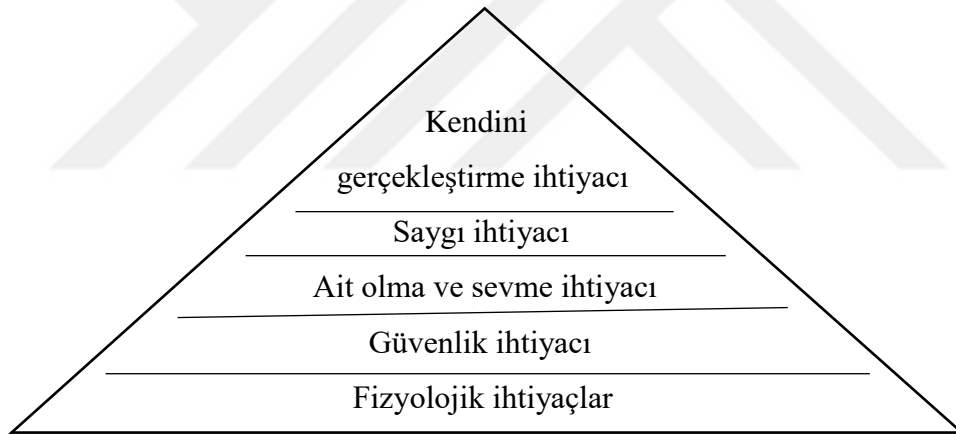 Kendini
gerçekleştirme ihtiyacı
Saygı ihtiyacı
Ait olma ve sevme ihtiyacı
Güvenlik ihtiyacı
Fizyolojik ihtiyaçlar